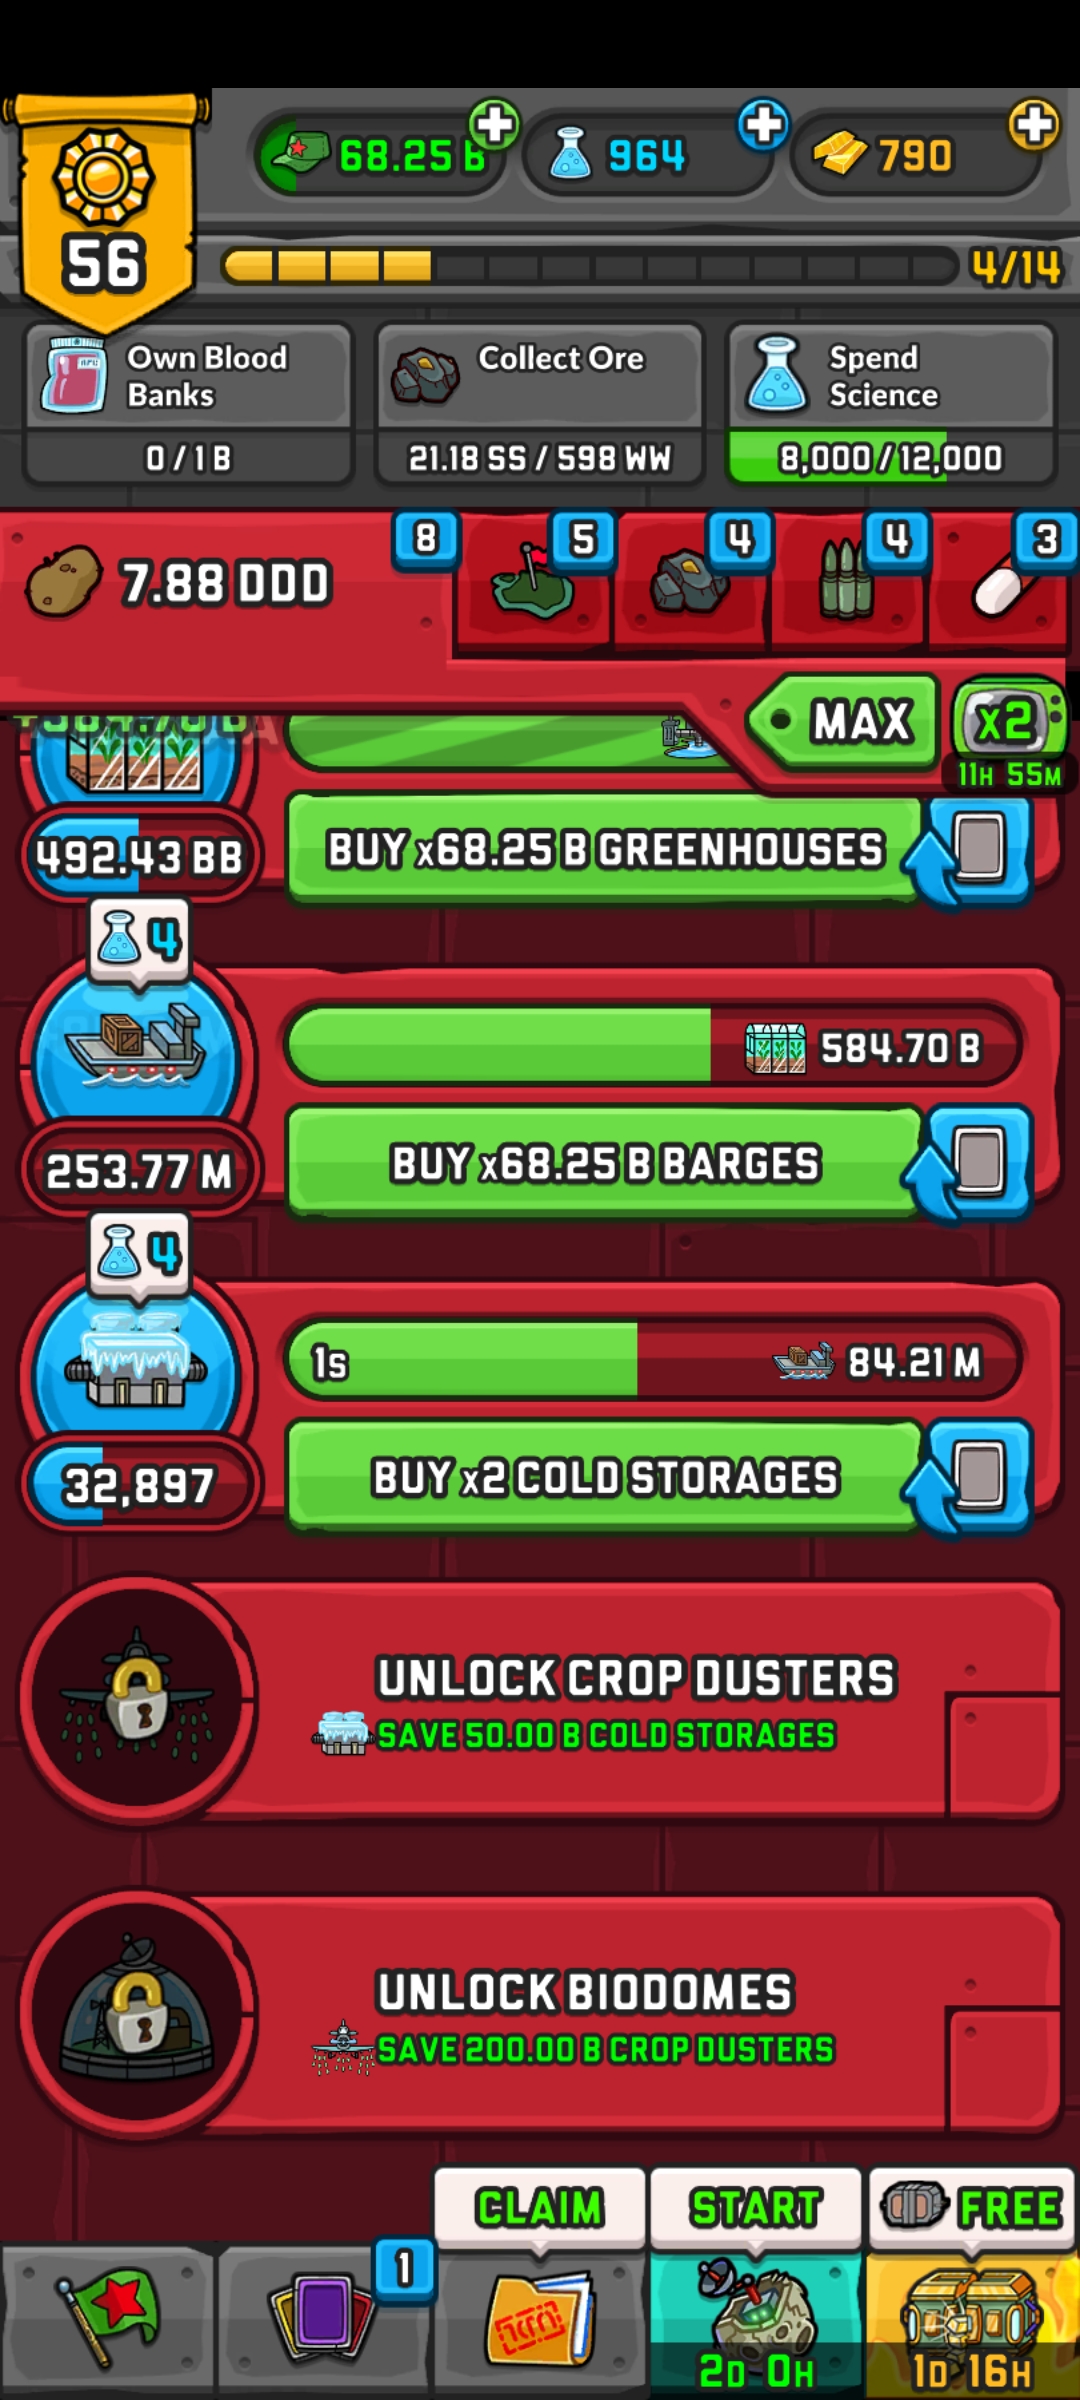 68.25 B
964
790
56
4/14
Own Blood
Banks
0 / 1 B
Collect Ore
21.18 SS / 598 WW
Spend
Science
8,000 / 12,000
7.88 DDD
8
5
4
4
3
MAX
x2
11H 55M
492.43 BB
BUY x68.25 B GREENHOUSES
4
584.70 B
253.77 M
BUY x68.25 B BARGES
4
1s
84.21 M
32,897
BUY x2 COLD STORAGES
UNLOCK CROP DUSTERS
SAVE 50.00 B COLD STORAGES
UNLOCK BIODOMES
SAVE 200.00 B CROP DUSTERS
CLAIM
START
FREE
1
2D 0H
1D 16H